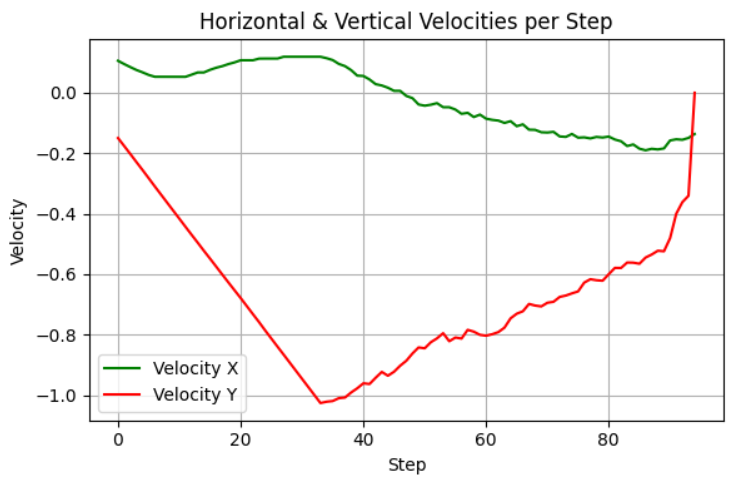 Horizontal & Vertical Velocities per Step
Velocity
0.0
−0.2
−0.4
−0.6
−0.8
−1.0
Velocity X
Velocity Y
0 20 40 60 80
Step